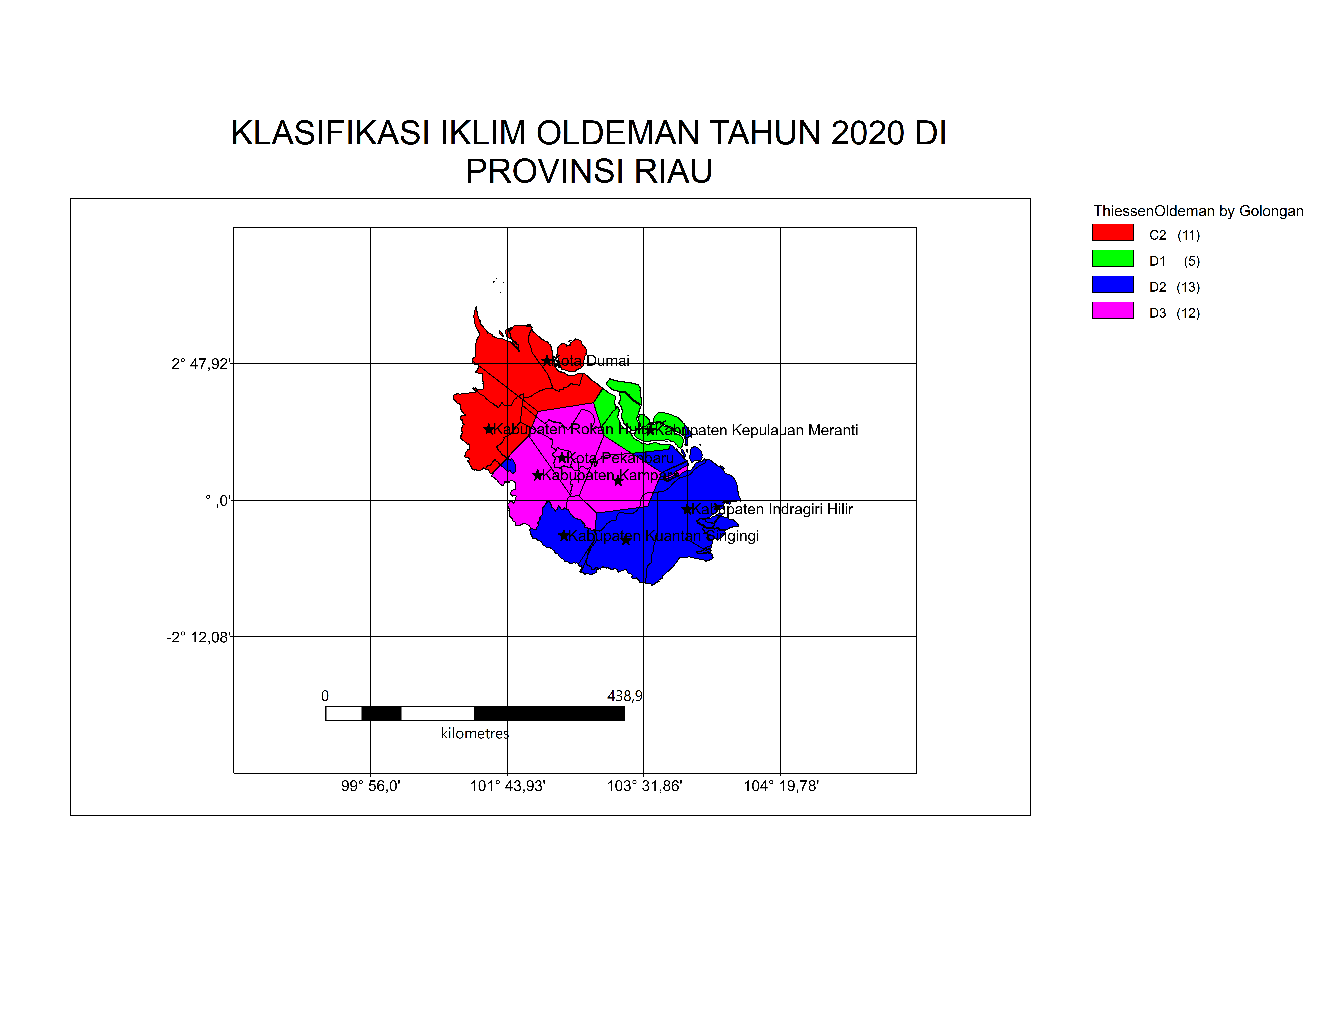 KLASIFIKASI IKLIM OLDEMAN TAHUN 2020 DI
PROVINSI RIAU
ThiessenOldeman by Golongan
C2 (11)
D1 (5)
D2 (13)
D3 (12)
2° 47,92'
° ,0'
-2° 12,08'
Kota Dumai
Kabupaten Rokan Hulu
Kabupaten Kepulauan Meranti
Kota Pekanbaru
Kabupaten Kampar
Kabupaten Indragiri Hilir
Kabupaten Kuantan Singingi
0
438,9
kilometres
99° 56,0'
101° 43,93'
103° 31,86'
104° 19,78'